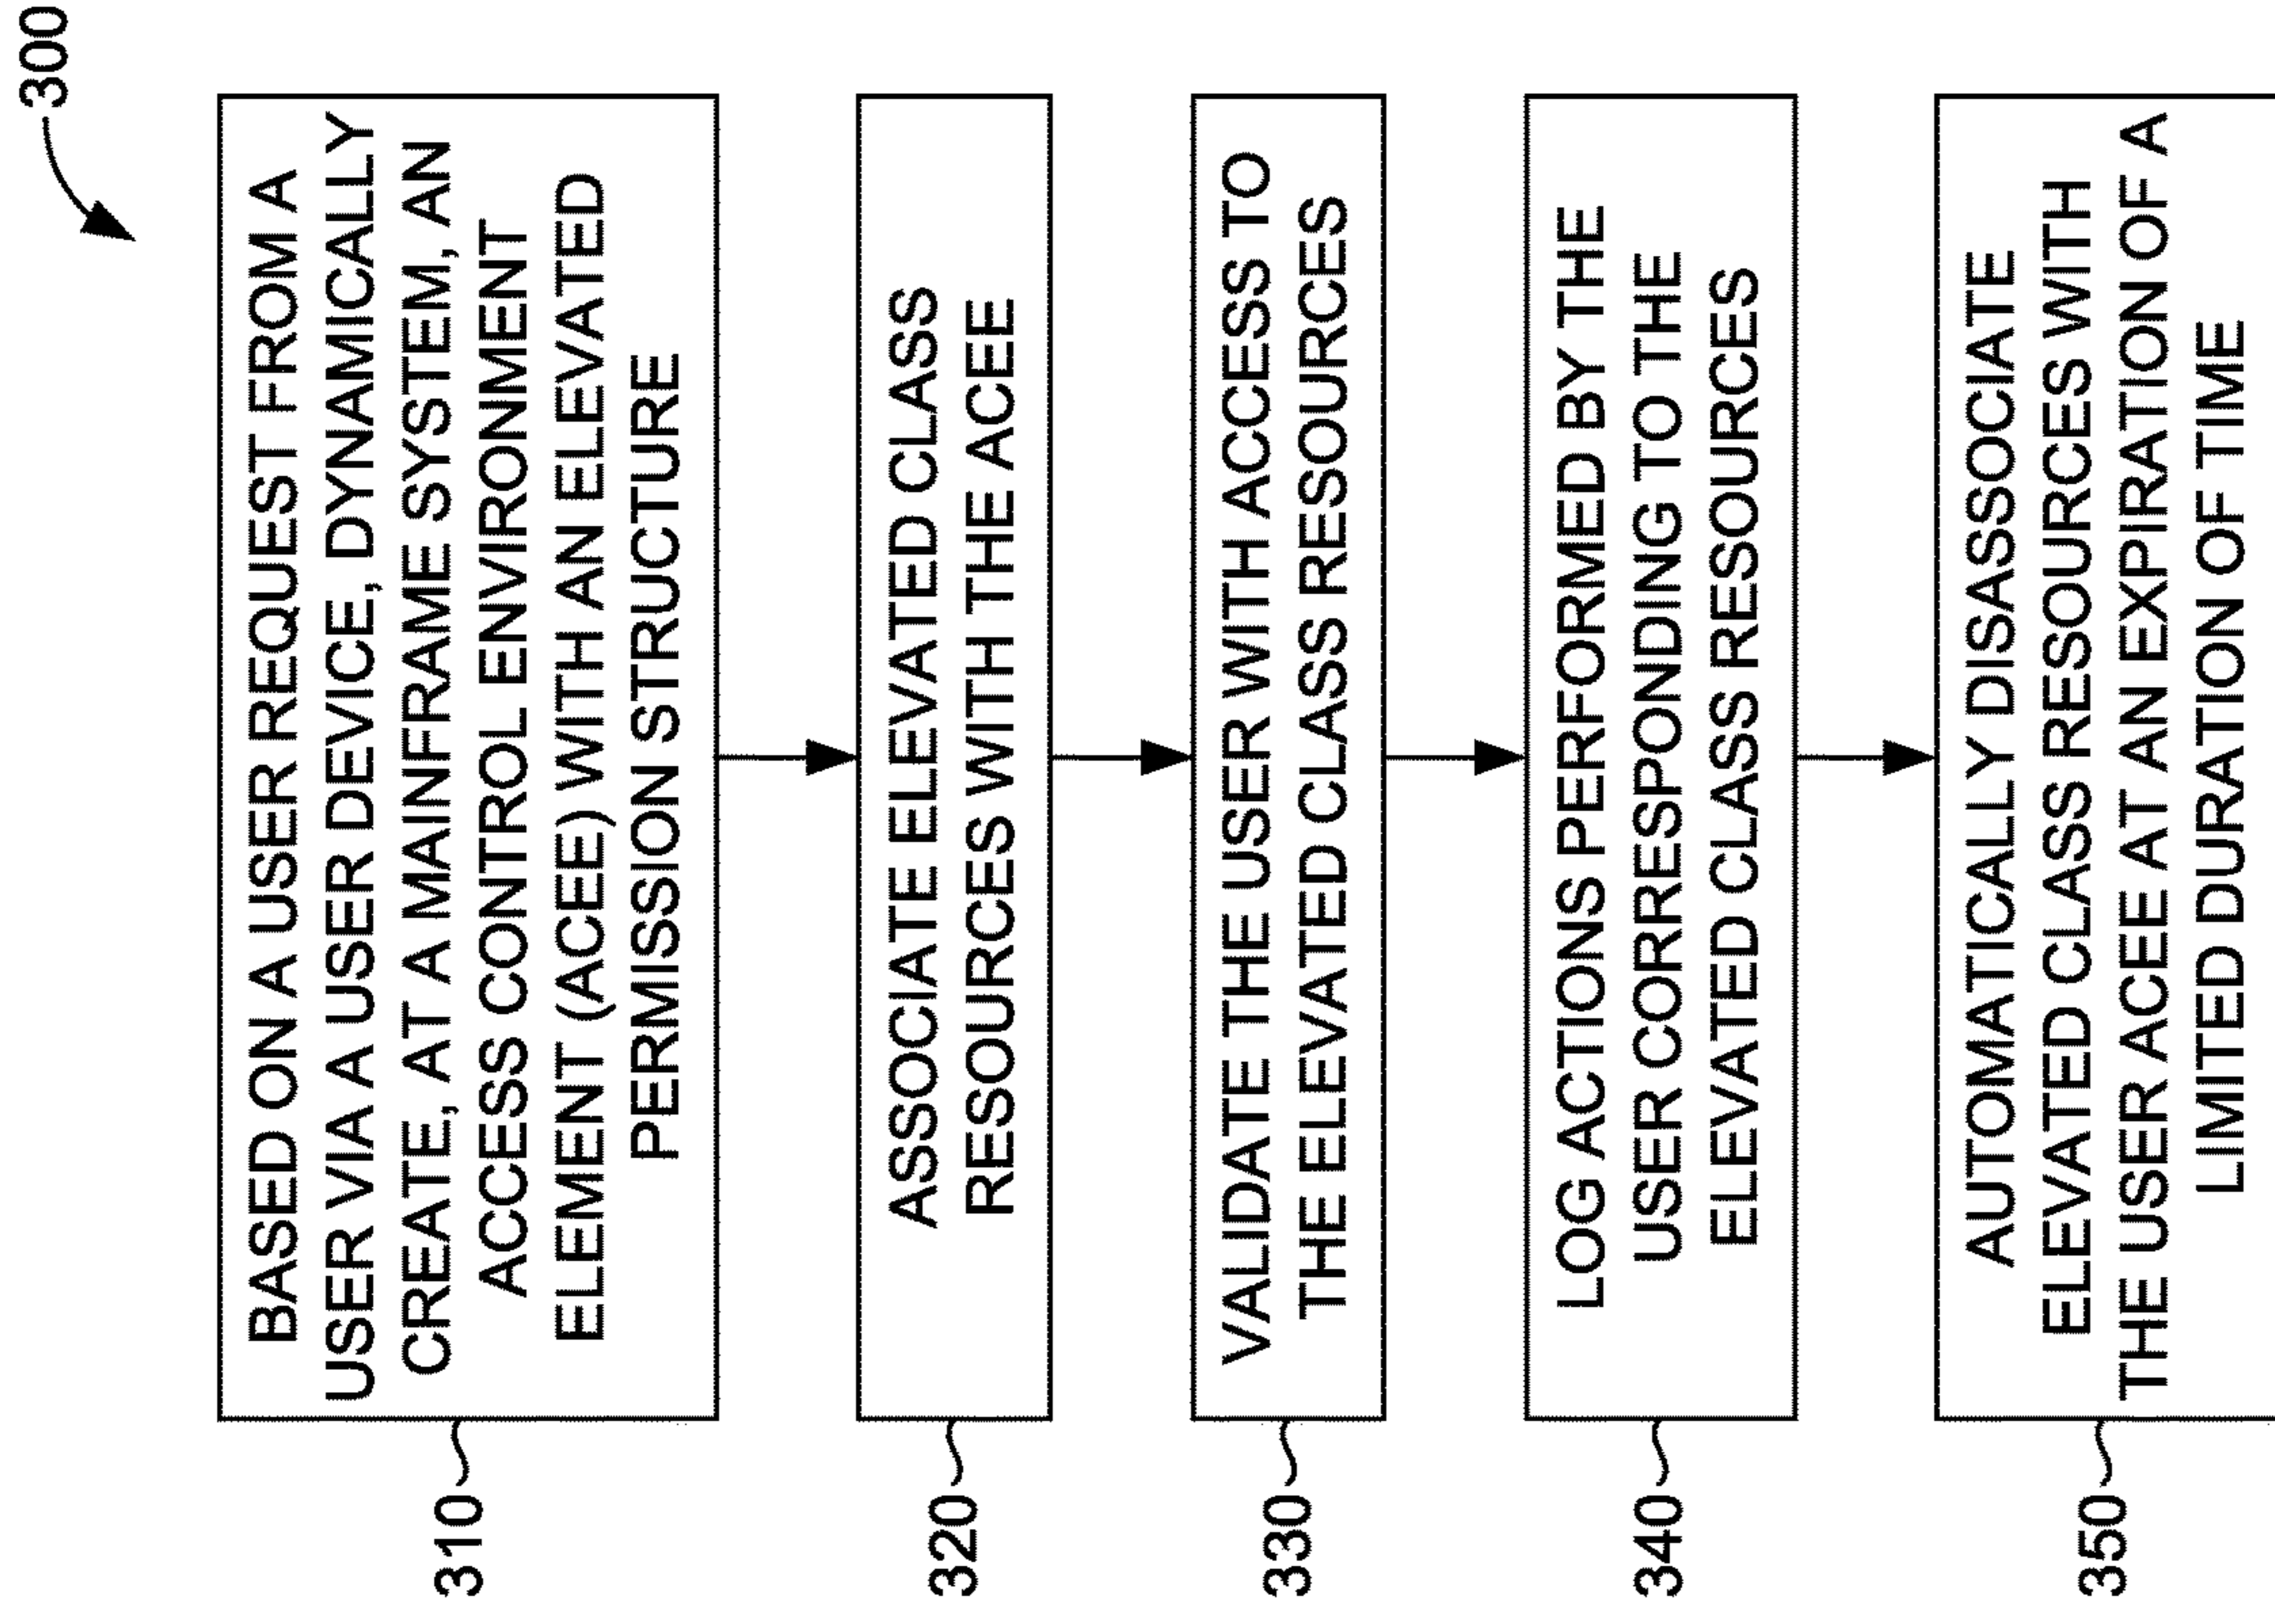 300
310
BASED ON A USER REQUEST FROM A
USER VIA A USER DEVICE, DYNAMICALLY
CREATE, AT A MAINFRAME SYSTEM, AN
ACCESS CONTROL ENVIRONMENT
ELEMENT (ACEE) WITH AN ELEVATED
PERMISSION STRUCTURE
320
ASSOCIATE ELEVATED CLASS
RESOURCES WITH THE ACEE
330
VALIDATE THE USER WITH ACCESS TO
THE ELEVATED CLASS RESOURCES
340
LOG ACTIONS PERFORMED BY THE
USER CORRESPONDING TO THE
ELEVATED CLASS RESOURCES
350
AUTOMATICALLY DISASSOCIATE
ELEVATED CLASS RESOURCES WITH
THE USER ACEE AT AN EXPIRATION OF A
LIMITED DURATION OF TIME